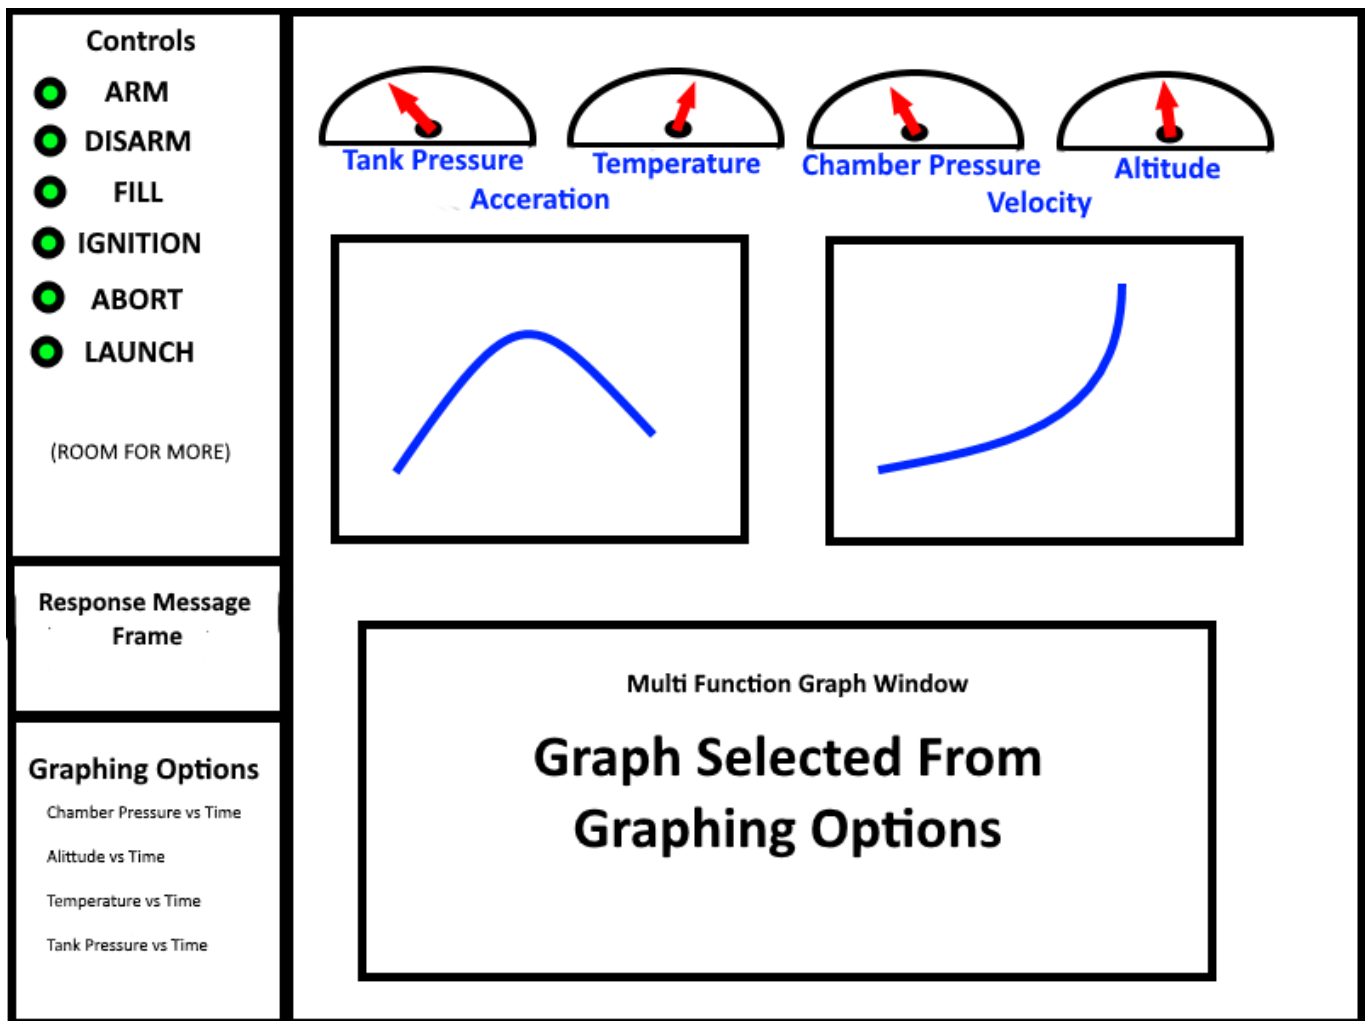 Controls
ARM
DISARM
FILL
IGNITION
ABORT
LAUNCH
(ROOM FOR MORE)
Response Message
Frame
Graphing Options
Chamber Pressure vs Time
Alittude vs Time
Temperature vs Time
Tank Pressure vs Time
Tank Pressure
Temperature
Chamber Pressure
Altitude
Acceration
Velocity
Multi Function Graph Window
Graph Selected From
Graphing Options